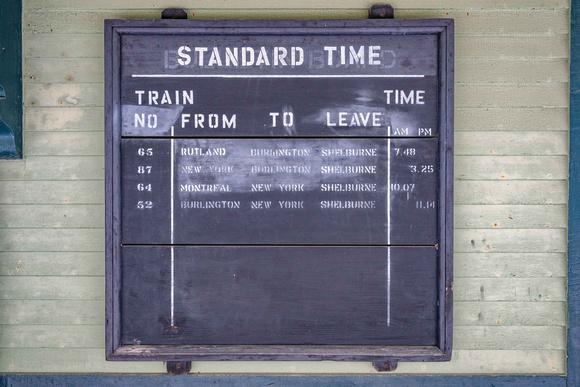 STANDARD TIME
TRAIN TIME
NO FROM TO LEAVE
AM PM
65 RUTLAND BURLINGTON SHELBURNE 7.48
87 NEW YORK BURLINGTON SHELBURNE 3.25
64 MONTREAL NEW YORK SHELBURNE 10.07
52 BURLINGTON NEW YORK SHELBURNE 11.14